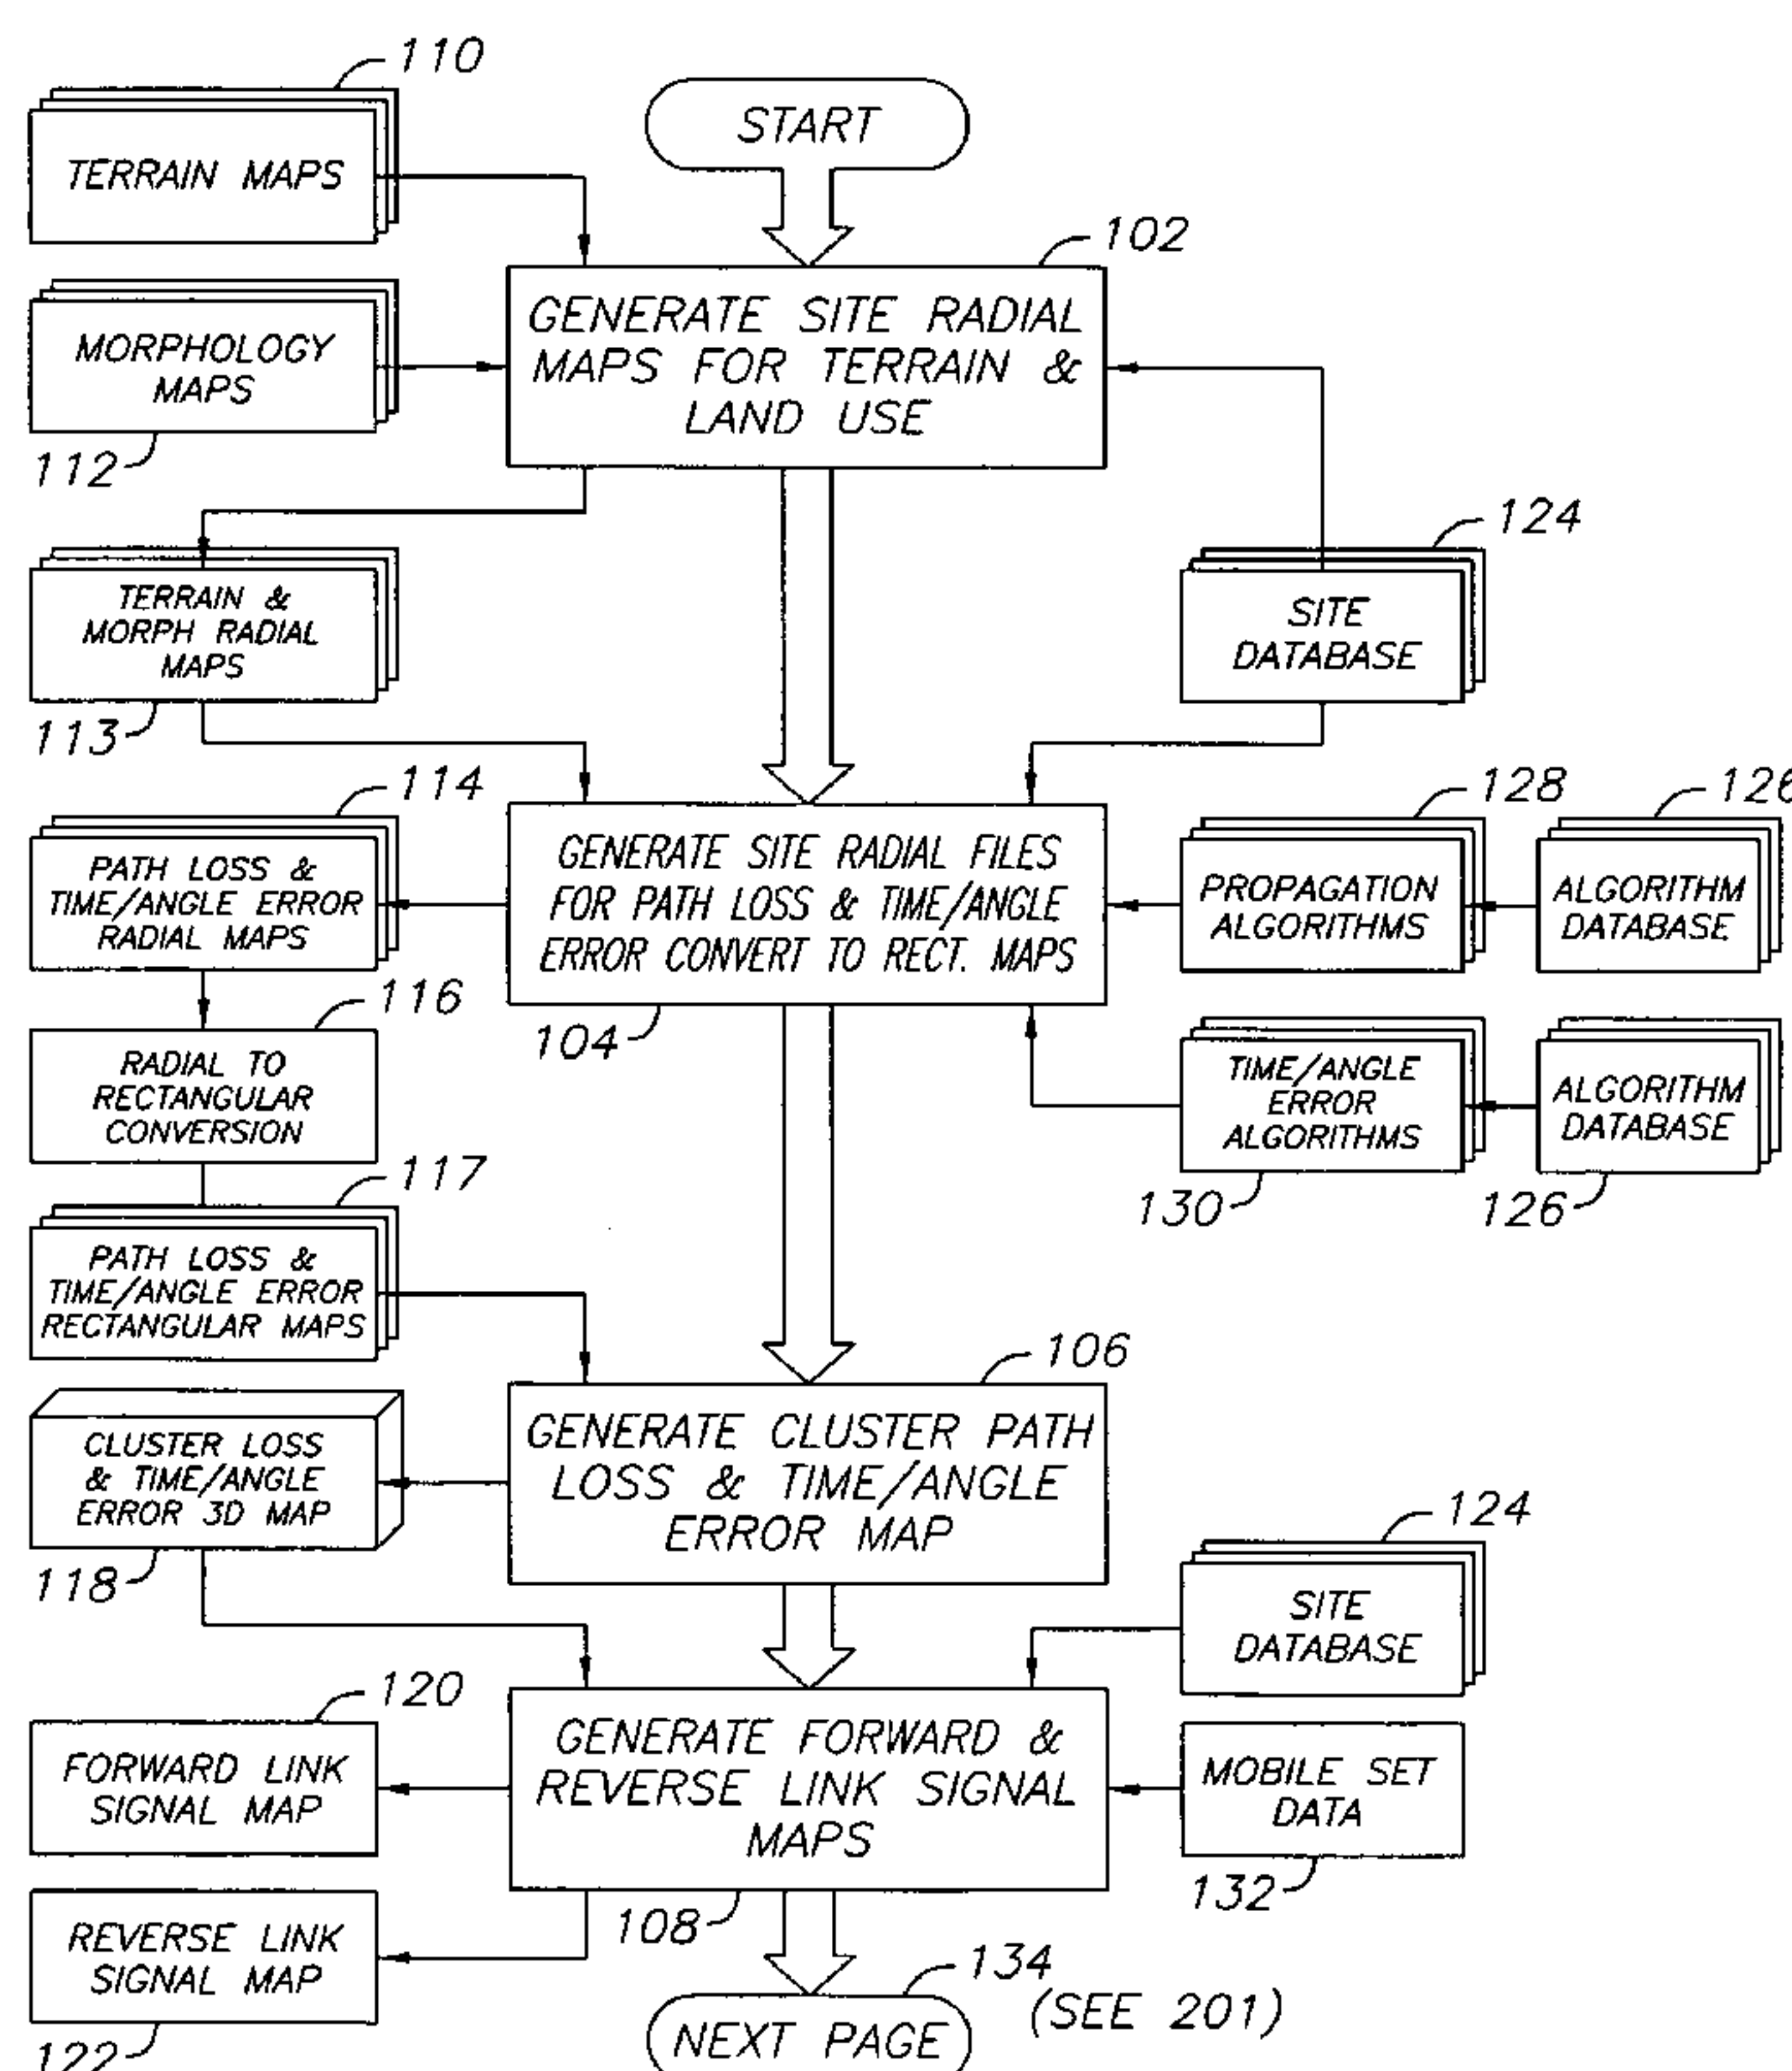 110
TERRAIN MAPS
START
102
GENERATE SITE RADIAL
MAPS FOR TERRAIN &
LAND USE
MORPHOLOGY
MAPS
112
124
SITE
DATABASE
TERRAIN &
MORPH RADIAL
MAPS
113
114
PATH LOSS &
TIME/ANGLE ERROR
RADIAL MAPS
GENERATE SITE RADIAL FILES
FOR PATH LOSS & TIME/ANGLE
ERROR CONVERT TO RECT. MAPS
104
128
PROPAGATION
ALGORITHMS
126
ALGORITHM
DATABASE
116
RADIAL TO
RECTANGULAR
CONVERSION
TIME/ANGLE
ERROR
ALGORITHMS
130
ALGORITHM
DATABASE
126
117
PATH LOSS &
TIME/ANGLE ERROR
RECTANGULAR MAPS
106
GENERATE CLUSTER PATH
LOSS & TIME/ANGLE
ERROR MAP
CLUSTER LOSS
& TIME/ANGLE
ERROR 3D MAP
118
124
SITE
DATABASE
120
FORWARD LINK
SIGNAL MAP
GENERATE FORWARD &
REVERSE LINK SIGNAL
MAPS
108
MOBILE SET
DATA
132
REVERSE LINK
SIGNAL MAP
122
134
(SEE 201)
NEXT PAGE